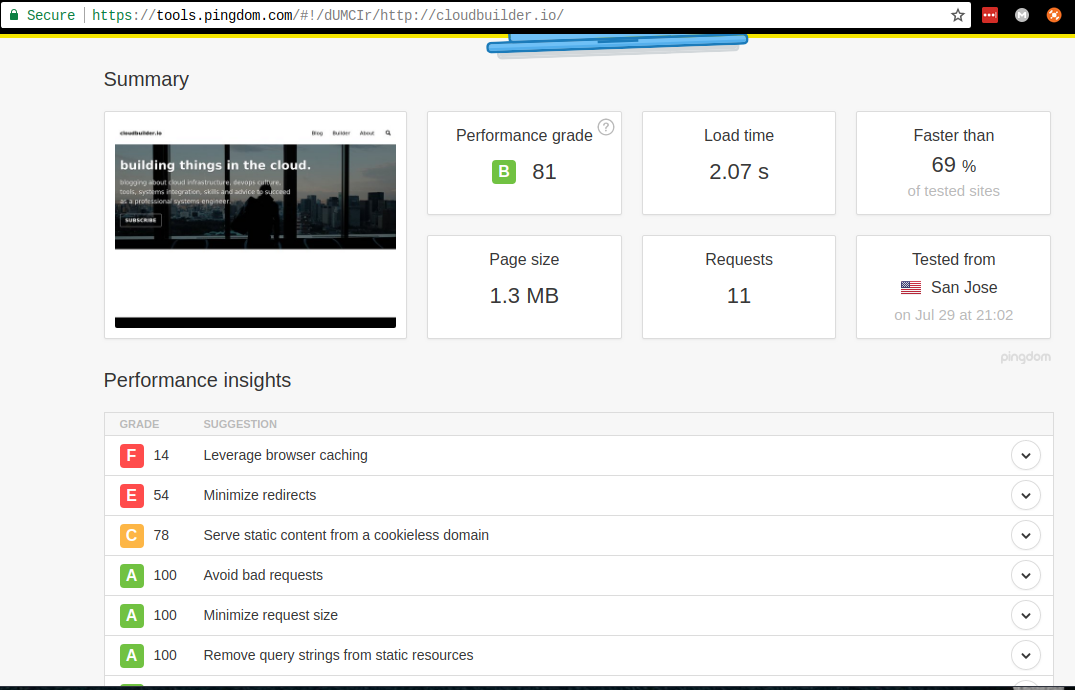 Secure https://tools.pingdom.com/#!/dUMCIr/http://cloudbuilder.io/
Summary
cloudbuilder.io Blog Builder About
building things in the cloud.
blogging about cloud infrastructure, devops culture,
tools, systems integration, skills and advice to succeed
as a professional systems engineer.
SUBSCRIBE
Performance grade ?
B 81
Load time
2.07 s
Faster than
69 %
of tested sites
Page size
1.3 MB
Requests
11
Tested from
San Jose
on Jul 29 at 21:02
pingdom
Performance insights
GRADE SUGGESTION
F 14 Leverage browser caching
E 54 Minimize redirects
C 78 Serve static content from a cookieless domain
A 100 Avoid bad requests
A 100 Minimize request size
A 100 Remove query strings from static resources